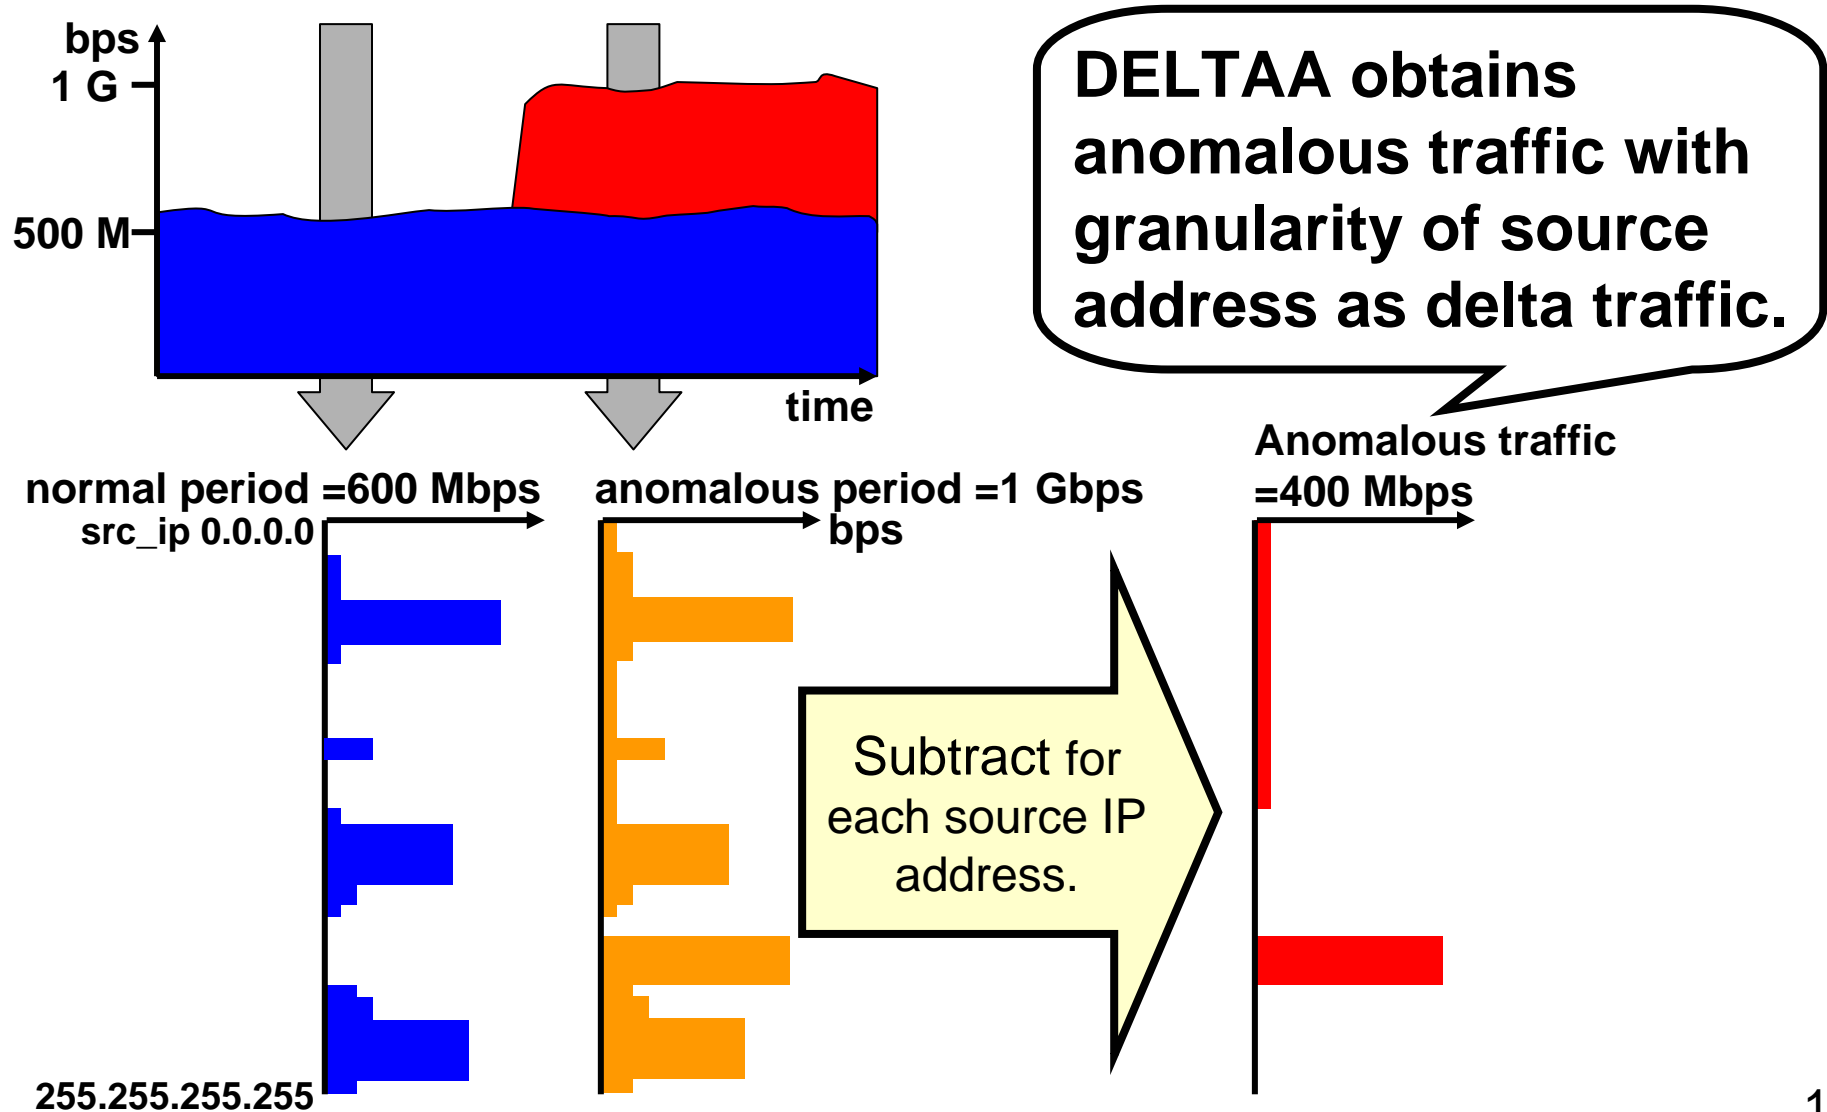 bps
1 G
500 M
time
DELTAA obtains
anomalous traffic with
granularity of source
address as delta traffic.
normal period =600 Mbps
src_ip 0.0.0.0
255.255.255.255
anomalous period =1 Gbps
bps
Subtract for
each source IP
address.
Anomalous traffic
=400 Mbps
1